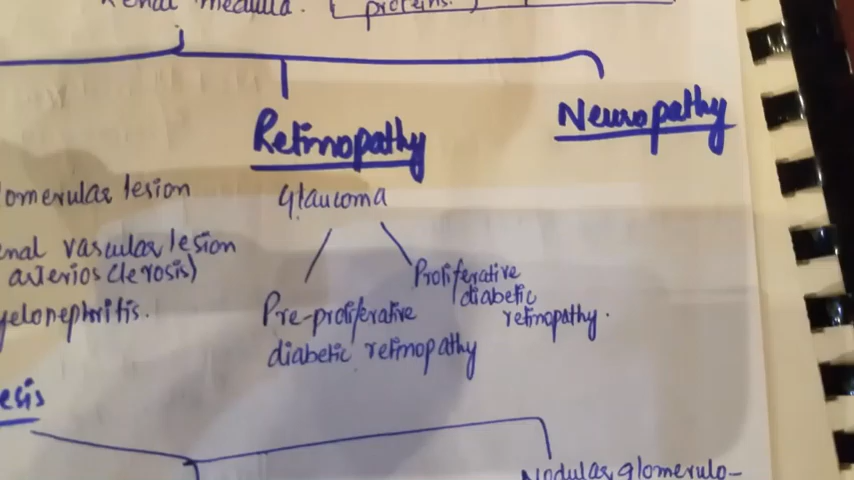 Renal medulla.
proteins.
Retinopathy
Neuropathy
Glaucoma
omerular lesion
enal vascular lesion
arteriosclerosis)
yelonephritis.
Proliferative
diabetic
retinopathy.
Pre-proliferative
diabetic retinopathy
esis
Nodular glomerulo-